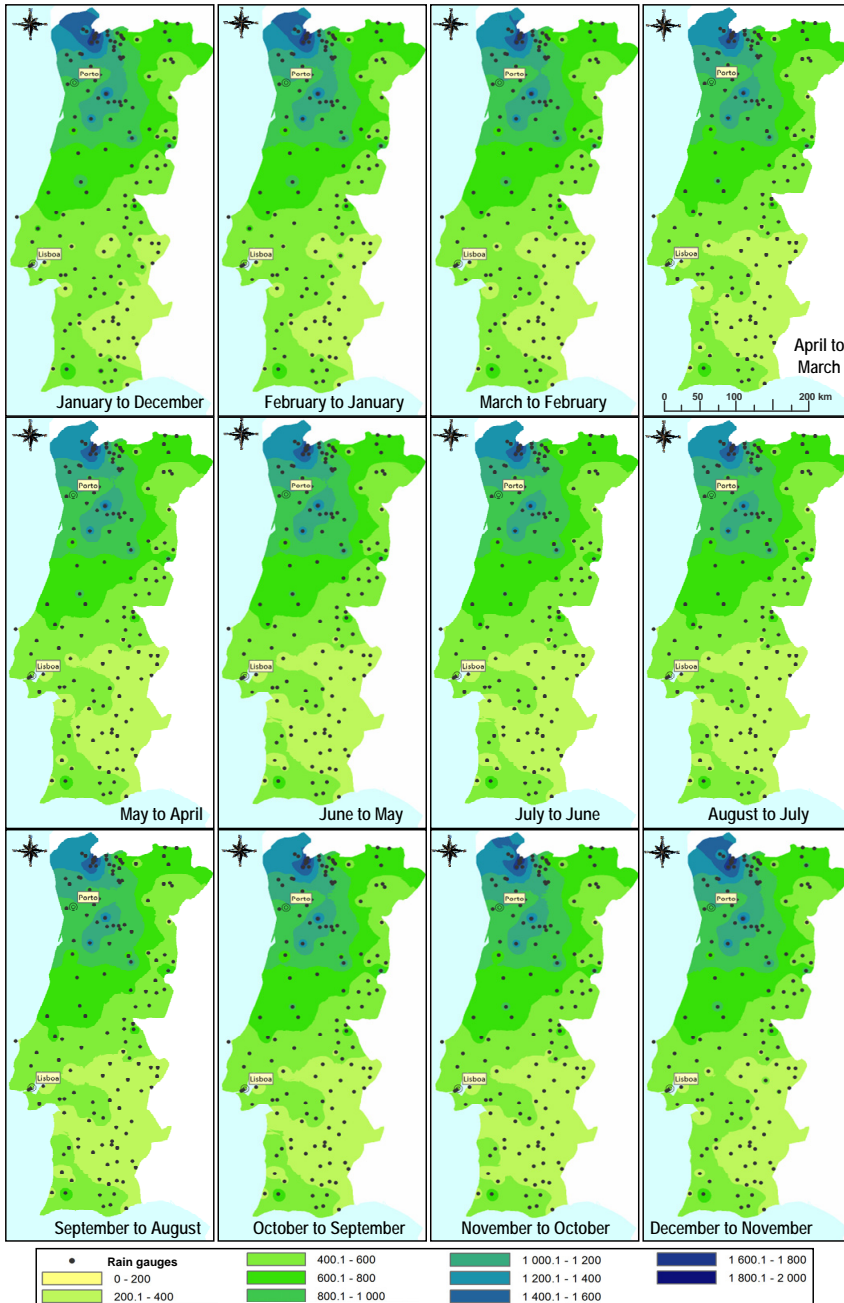 Porto
Lisboa
January to December
Porto
Lisboa
February to January
Porto
Lisboa
March to February
Porto
Lisboa
April to
March
0 50 100 200 km
Porto
Lisboa
May to April
Porto
Lisboa
June to May
Porto
Lisboa
July to June
Porto
Lisboa
August to July
Porto
Lisboa
September to August
Porto
Lisboa
October to September
Porto
Lisboa
November to October
Porto
Lisboa
December to November
Rain gauges
0 - 200
200.1 - 400
400.1 - 600
600.1 - 800
800.1 - 1 000
1 000.1 - 1 200
1 200.1 - 1 400
1 400.1 - 1 600
1 600.1 - 1 800
1 800.1 - 2 000